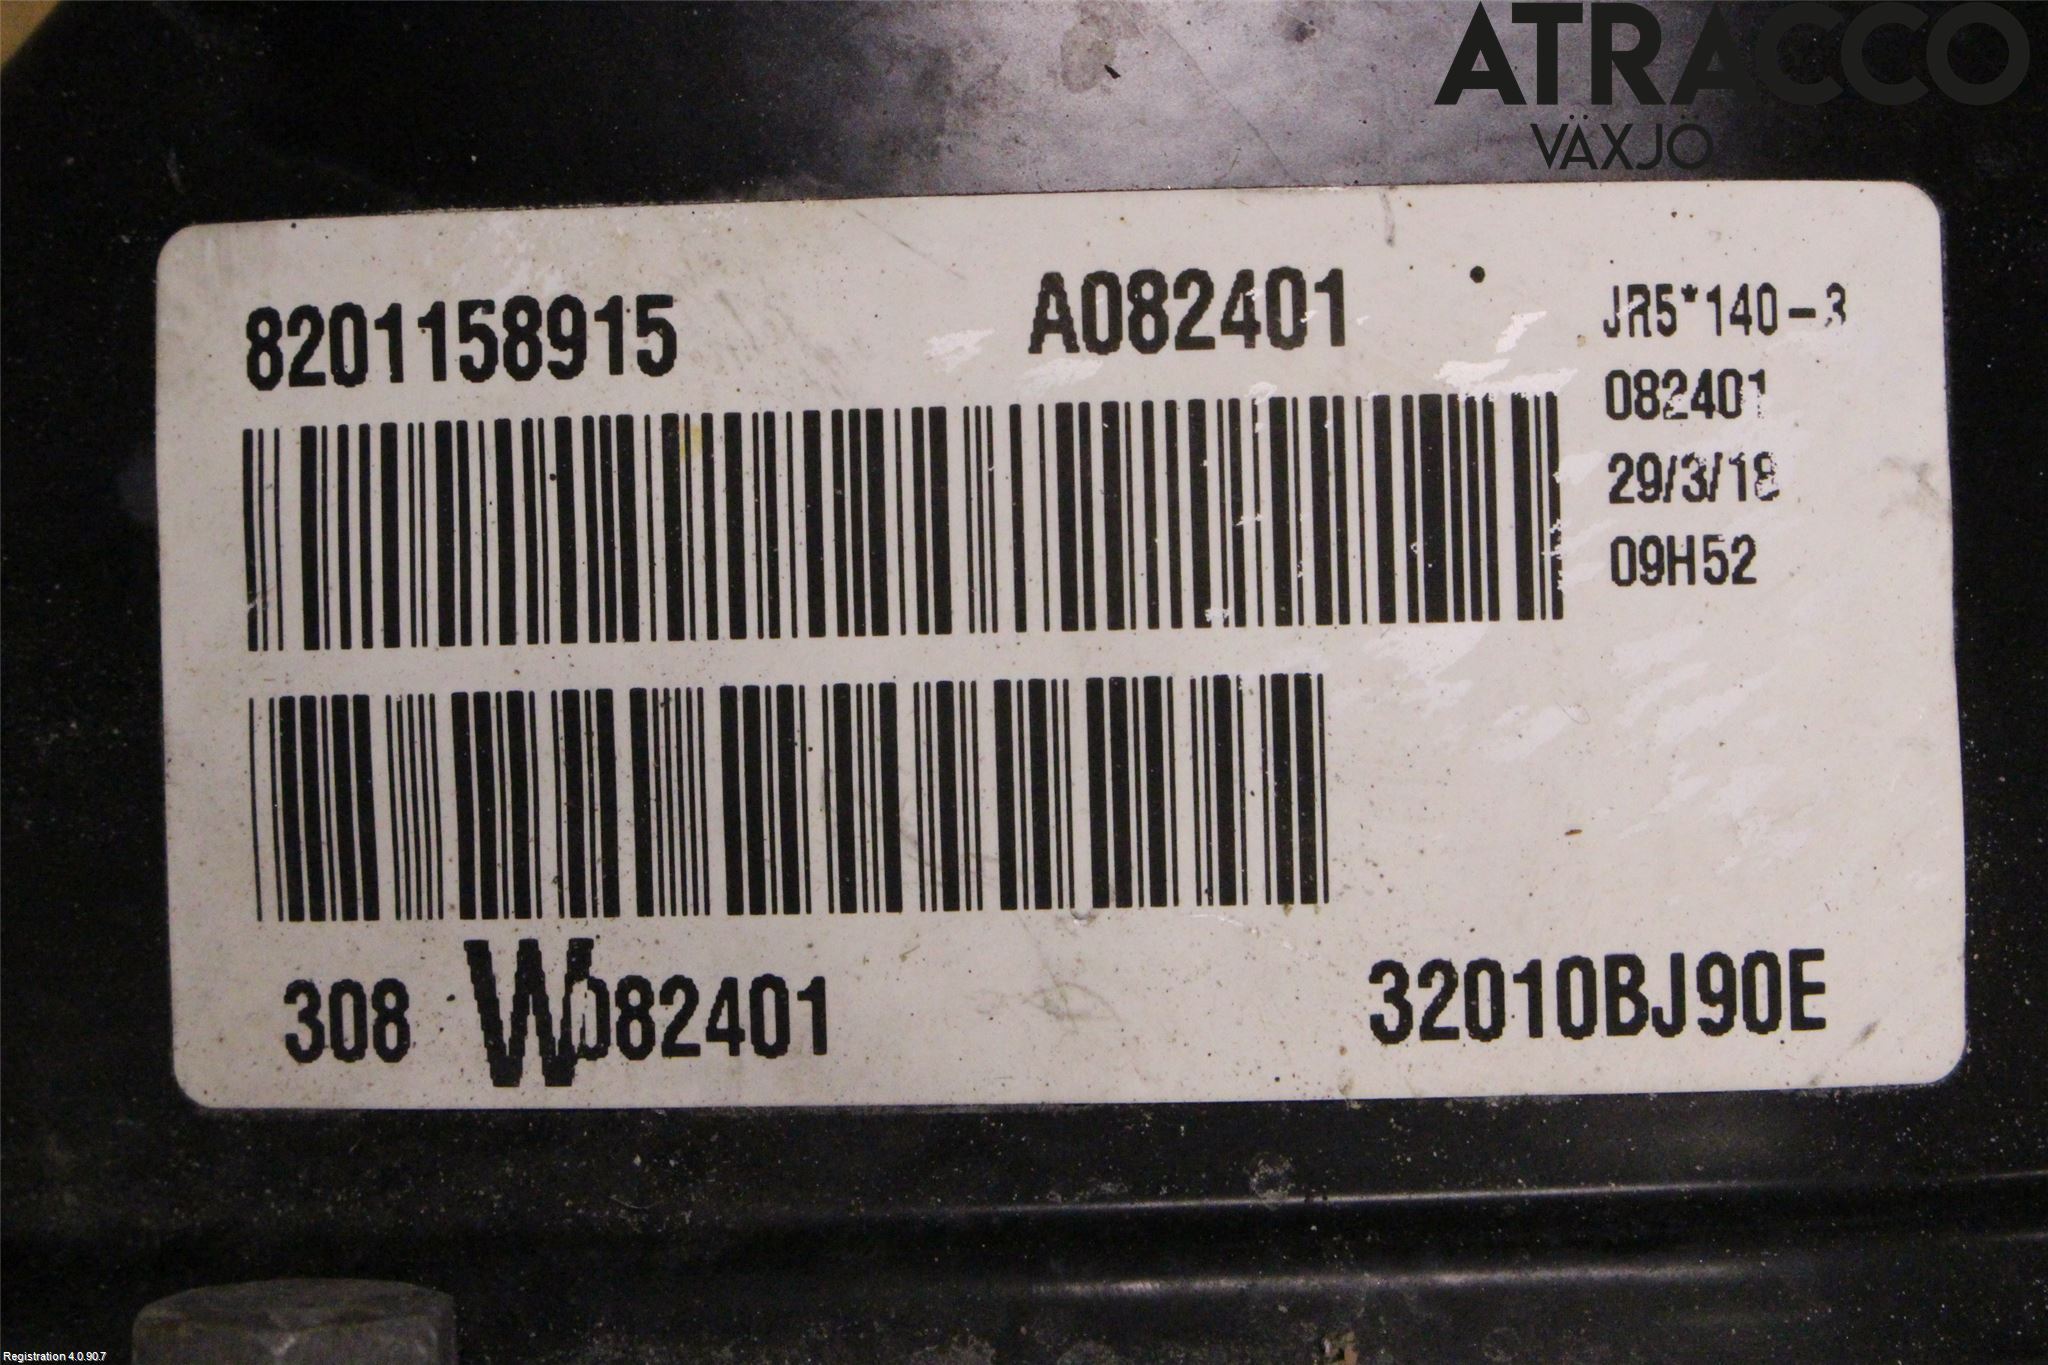 ATRACCO
VÄXJÖ
8201158915
A082401
JR5*140-3
082401
29/3/18
09H52
308 W082401
32010BJ90E
Registration 4.0.90.7